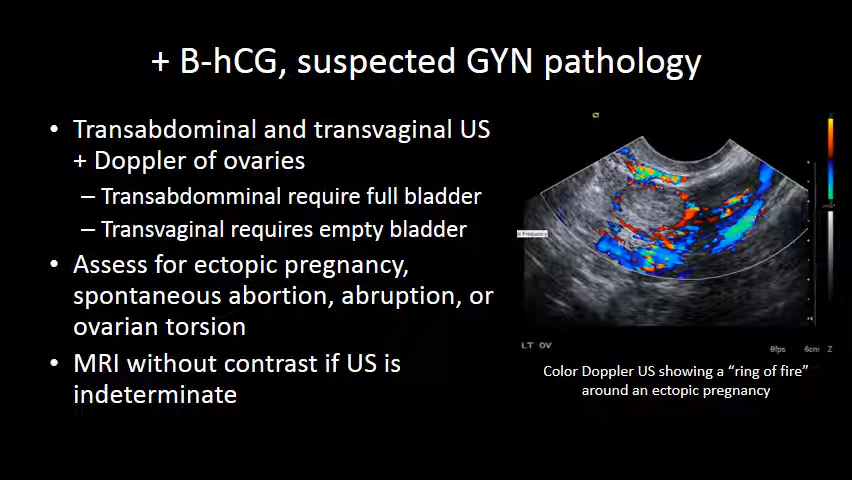 + B-hCG, suspected GYN pathology
• Transabdominal and transvaginal US
+ Doppler of ovaries
– Transabdomminal require full bladder
– Transvaginal requires empty bladder
• Assess for ectopic pregnancy,
spontaneous abortion, abruption, or
ovarian torsion
• MRI without contrast if US is
indeterminate
LT OV
8fps 6cm Z
Color Doppler US showing a “ring of fire”
around an ectopic pregnancy